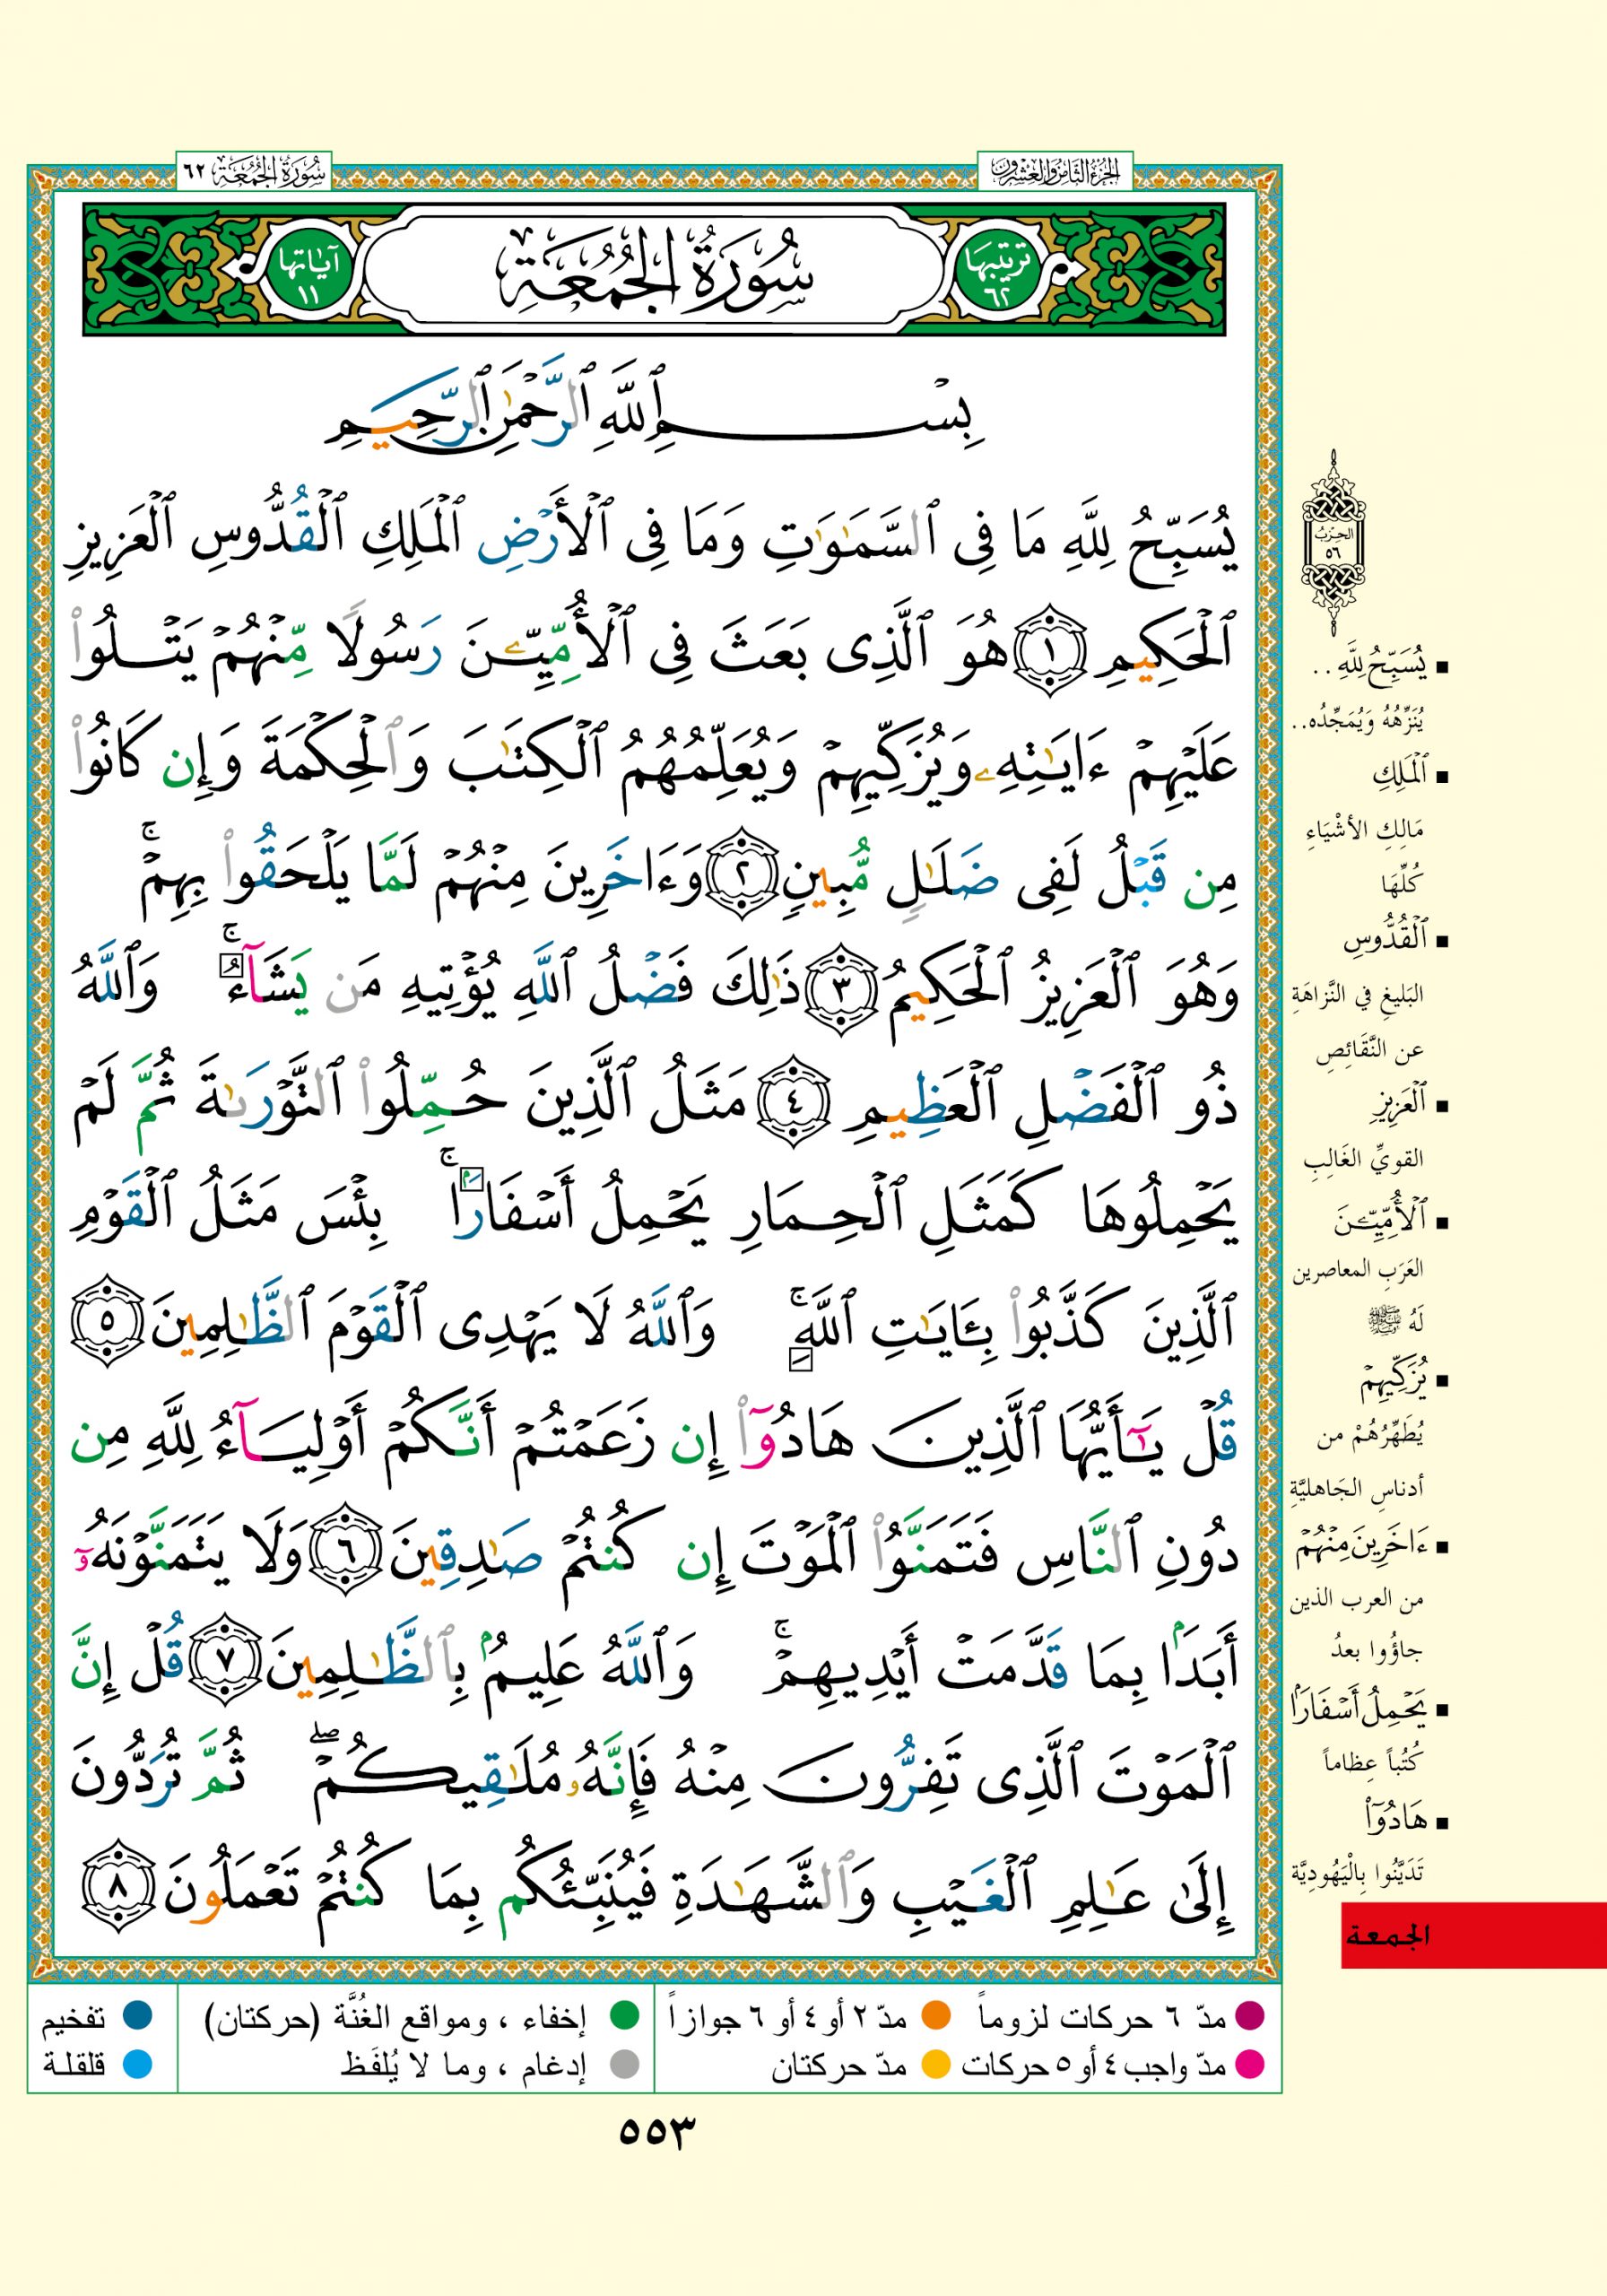 الجزء الثامن والعشرون
سُورَةُ الجُمُعَة ٦٢
ترتيبها ٦٢
سُورَةُ الجُمُعَةِ
آياتها ١١
بِسْمِ ٱللَّهِ ٱلرَّحْمَٰنِ ٱلرَّحِيمِ
يُسَبِّحُ لِلَّهِ مَا فِى ٱلسَّمَٰوَٰتِ وَمَا فِى ٱلْأَرْضِ ٱلْمَلِكِ ٱلْقُدُّوسِ ٱلْعَزِيزِ
ٱلْحَكِيمِ ١ هُوَ ٱلَّذِى بَعَثَ فِى ٱلْأُمِّيِّـۧنَ رَسُولًا مِّنْهُمْ يَتْلُوا۟
عَلَيْهِمْ ءَايَٰتِهِۦ وَيُزَكِّيهِمْ وَيُعَلِّمُهُمُ ٱلْكِتَٰبَ وَٱلْحِكْمَةَ وَإِن كَانُوا۟
مِن قَبْلُ لَفِى ضَلَٰلٍ مُّبِينٍ ٢ وَءَاخَرِينَ مِنْهُمْ لَمَّا يَلْحَقُوا۟ بِهِمْ ۚ
وَهُوَ ٱلْعَزِيزُ ٱلْحَكِيمُ ٣ ذَٰلِكَ فَضْلُ ٱللَّهِ يُؤْتِيهِ مَن يَشَآءُ ۚ وَٱللَّهُ
ذُو ٱلْفَضْلِ ٱلْعَظِيمِ ٤ مَثَلُ ٱلَّذِينَ حُمِّلُوا۟ ٱلتَّوْرَىٰةَ ثُمَّ لَمْ
يَحْمِلُوهَا كَمَثَلِ ٱلْحِمَارِ يَحْمِلُ أَسْفَارًۢا ۚ بِئْسَ مَثَلُ ٱلْقَوْمِ
ٱلَّذِينَ كَذَّبُوا۟ بِـَٔايَٰتِ ٱللَّهِ ۚ وَٱللَّهُ لَا يَهْدِى ٱلْقَوْمَ ٱلظَّٰلِمِينَ ٥
قُلْ يَٰٓأَيُّهَا ٱلَّذِينَ هَادُوٓا۟ إِن زَعَمْتُمْ أَنَّكُمْ أَوْلِيَآءُ لِلَّهِ مِن
دُونِ ٱلنَّاسِ فَتَمَنَّوُا۟ ٱلْمَوْتَ إِن كُنتُمْ صَٰدِقِينَ ٦ وَلَا يَتَمَنَّوْنَهُۥٓ
أَبَدًۢا بِمَا قَدَّمَتْ أَيْدِيهِمْ ۚ وَٱللَّهُ عَلِيمٌۢ بِٱلظَّٰلِمِينَ ٧ قُلْ إِنَّ
ٱلْمَوْتَ ٱلَّذِى تَفِرُّونَ مِنْهُ فَإِنَّهُۥ مُلَٰقِيكُمْ ۖ ثُمَّ تُرَدُّونَ
إِلَىٰ عَٰلِمِ ٱلْغَيْبِ وَٱلشَّهَٰدَةِ فَيُنَبِّئُكُم بِمَا كُنتُمْ تَعْمَلُونَ ٨
الحزب
٥٦
يُسَبِّحُ لِلَّهِ ..
يُنَزِّهُهُ وَيُمَجِّدُه..
ٱلْمَلِكِ
مَالِكِ الأشْيَاءِ
كُلِّهَا
ٱلْقُدُّوسِ
البَليغِ في النَّزاهَةِ
عن النَّقَائِصِ
ٱلْعَزِيزِ
القويِّ الغَالِبِ
ٱلْأُمِّيِّـۧنَ
العَرَبِ المعاصرين
لَهُ ﷺ
يُزَكِّيهِمْ
يُطَهِّرُهُمْ من
أدناسِ الجَاهليَّةِ
ءَاخَرِينَ مِنْهُمْ
من العرب الذين
جاؤُوا بعدُ
يَحْمِلُ أَسْفَارًۢا
كُتُباً عِظاماً
هَادُوٓا۟
تَدَيَّنُوا بِالْيَهُودِيَّة
الجمعة
مدّ ٦ حركات لزوماً
مدّ ٢ أو ٤ أو ٦ جوازاً
إخفاء ، ومواقع الغُنَّة (حركتان)
تفخيم
مدّ واجب ٤ أو ٥ حركات
مدّ حركتان
إدغام ، وما لا يُلفَظ
قلقلة
٥٥٣